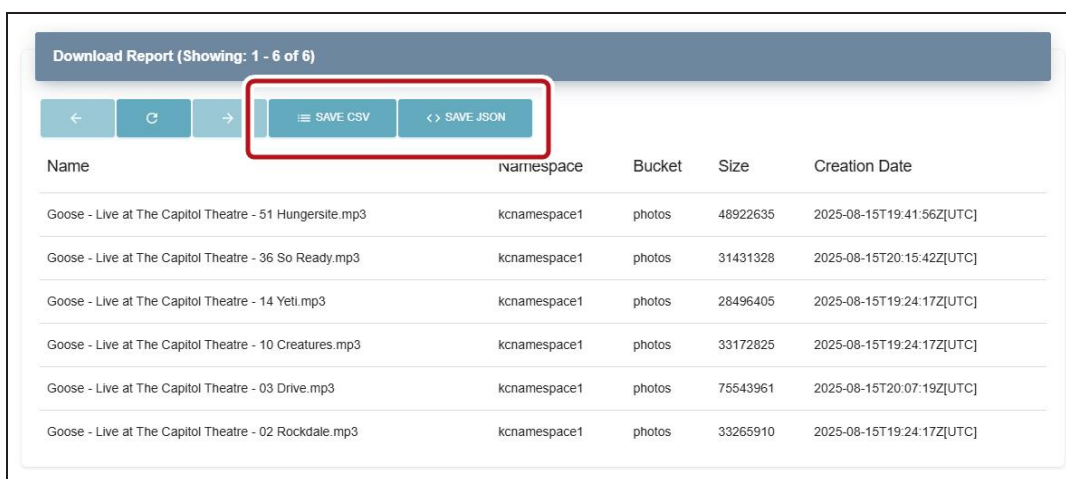 Download Report (Showing: 1 - 6 of 6)
SAVE CSV SAVE JSON
Name Namespace Bucket Size Creation Date
Goose - Live at The Capitol Theatre - 51 Hungersite.mp3 kcnamespace1 photos 48922635 2025-08-15T19:41:56Z[UTC]
Goose - Live at The Capitol Theatre - 36 So Ready.mp3 kcnamespace1 photos 31431328 2025-08-15T20:15:42Z[UTC]
Goose - Live at The Capitol Theatre - 14 Yeti.mp3 kcnamespace1 photos 28496405 2025-08-15T19:24:17Z[UTC]
Goose - Live at The Capitol Theatre - 10 Creatures.mp3 kcnamespace1 photos 33172825 2025-08-15T19:24:17Z[UTC]
Goose - Live at The Capitol Theatre - 03 Drive.mp3 kcnamespace1 photos 75543961 2025-08-15T20:07:19Z[UTC]
Goose - Live at The Capitol Theatre - 02 Rockdale.mp3 kcnamespace1 photos 33265910 2025-08-15T19:24:17Z[UTC]